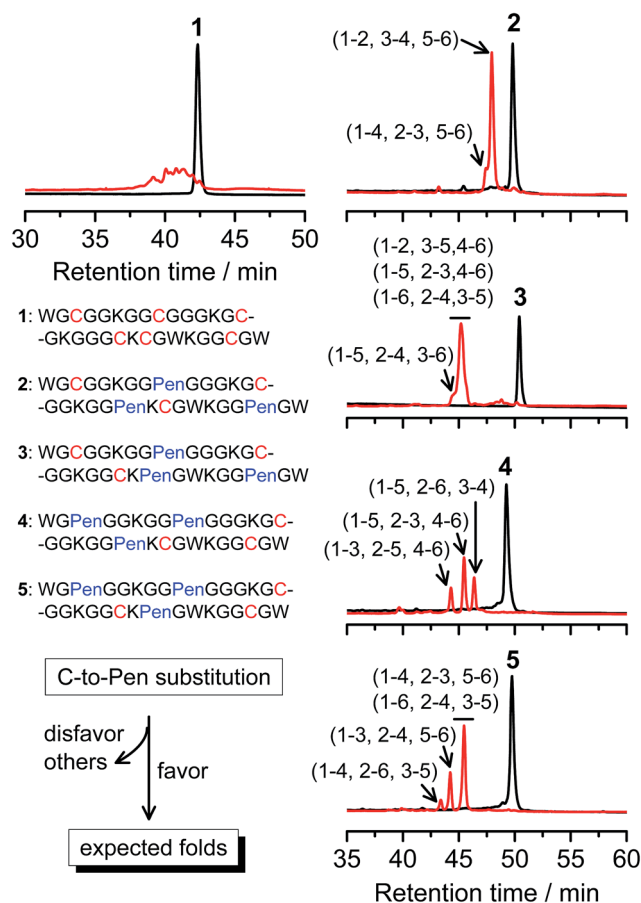 1
30 35 40 45 50
Retention time / min
1: WGCGGKGGCGGGKGC-
-GKGGGCKCGWKGGCGW
2: WGCGGKGGPenGGGKGC-
-GGKGGPenKCGWKGGPenGW
3: WGCGGKGGPenGGGKGC-
-GGKGGCKPenGWKGGPenGW
4: WGPenGGKGGPenGGGKGC-
-GGKGGPenKCGWKGGCGW
5: WGPenGGKGGPenGGGKGC-
-GGKGGCKPenGWKGGCGW
C-to-Pen substitution
disfavor
others
favor
expected folds
(1-2, 3-4, 5-6)
2
(1-4, 2-3, 5-6)
(1-2, 3-5,4-6)
(1-5, 2-3,4-6)
(1-6, 2-4,3-5)
3
(1-5, 2-4, 3-6)
4
(1-5, 2-6, 3-4)
(1-5, 2-3, 4-6)
(1-3, 2-5, 4-6)
5
(1-4, 2-3, 5-6)
(1-6, 2-4, 3-5)
(1-3, 2-4, 5-6)
(1-4, 2-6, 3-5)
35 40 45 50 55 60
Retention time / min